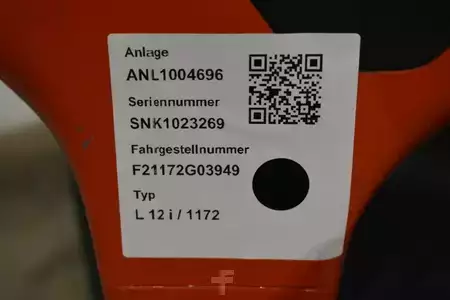 Anlage
ANL1004696
Seriennummer
SNK1023269
Fahrgestellnummer
F21172G03949
Typ
L 12 i / 1172